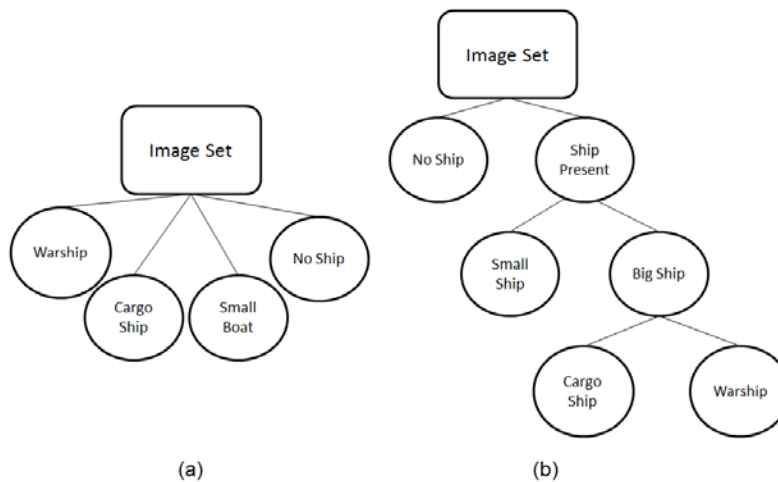 Image Set
Warship
No Ship
Cargo
Ship
Small
Boat
(a)
Image Set
No Ship
Ship
Present
Small
Ship
Big Ship
Cargo
Ship
Warship
(b)